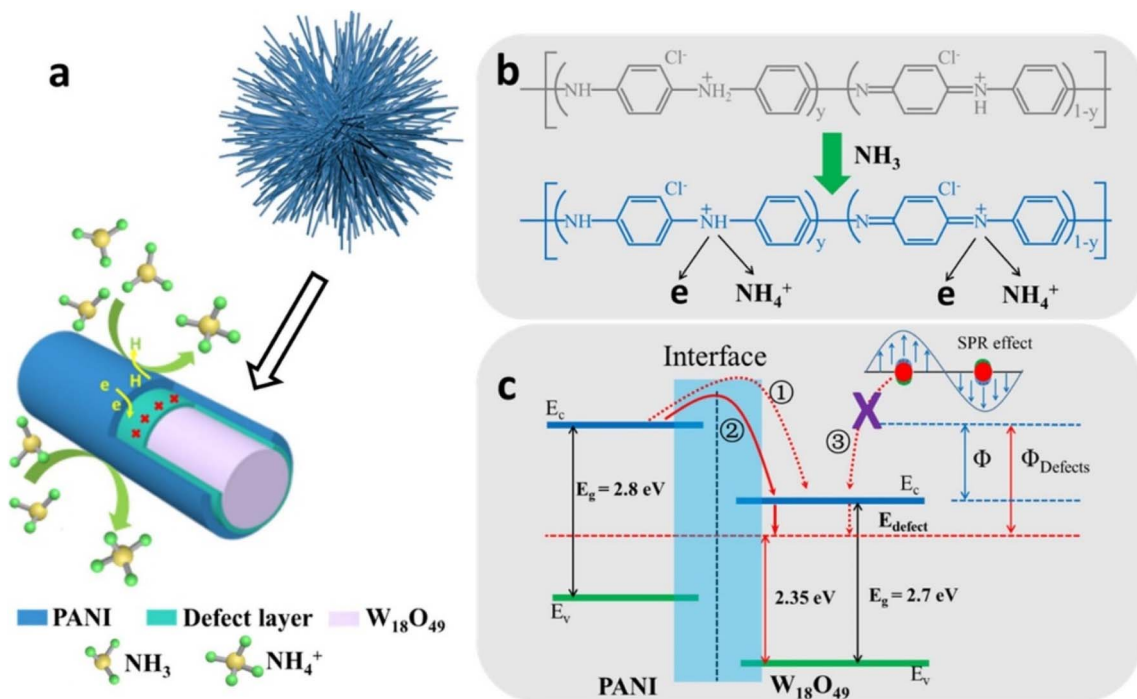 a
H
H
e
e
PANI Defect layer W₁₈O₄₉
NH₃ NH₄⁺
b
Cl⁻ Cl⁻
NH NH₂ + y N NH + 1-y
NH₃
Cl⁻ Cl⁻
NH NH + y N N + 1-y
e NH₄⁺ e NH₄⁺
c
Interface
SPR effect
①
②
③
X
E_c
E_g = 2.8 eV
E_v
Φ
Φ_Defects
E_c
E_defect
2.35 eV
E_g = 2.7 eV
E_v
PANI
W₁₈O₄₉